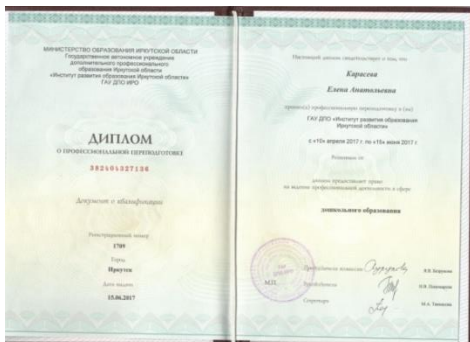 МИНИСТЕРСТВО ОБРАЗОВАНИЯ ИРКУТСКОЙ ОБЛАСТИ
Государственное автономное учреждение
дополнительного профессионального
образования Иркутской области
«Институт развития образования Иркутской области»
ГАУ ДПО ИРО
ДИПЛОМ
О ПРОФЕССИОНАЛЬНОЙ ПЕРЕПОДГОТОВКЕ
382404327136
Документ о квалификации
Регистрационный номер
1709
Город
Иркутск
Дата выдачи
15.06.2017
Настоящий диплом свидетельствует о том, что
Карасева
Елена Анатольевна
прошел(а) профессиональную переподготовку в (на)
ГАУ ДПО «Институт развития образования
Иркутской области»
с «10» апреля 2017 г. по «15» июня 2017 г
Решением от
диплом предоставляет право
на ведение профессиональной деятельности в сфере
дошкольного образования
Председатель комиссии
М.П.
Руководитель
Секретарь